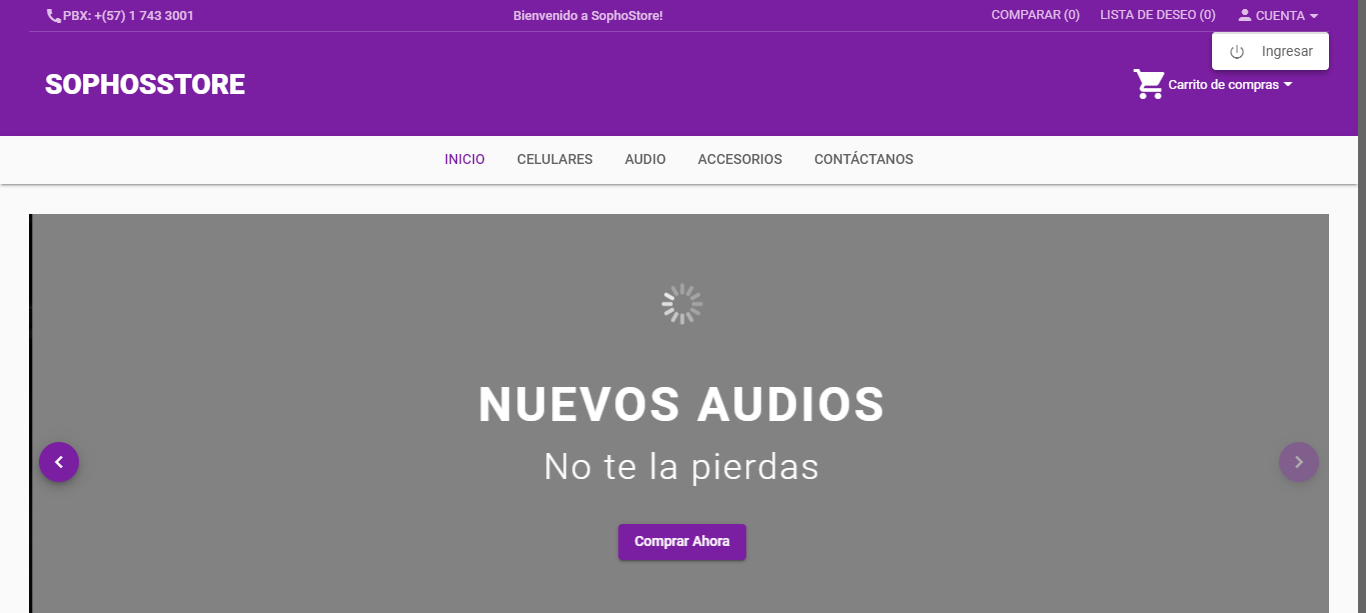 PBX: +(57) 1 743 3001
Bienvenido a SophoStore!
COMPARAR (0)
LISTA DE DESEO (0)
CUENTA
Ingresar
SOPHOSSTORE
Carrito de compras
INICIO
CELULARES
AUDIO
ACCESORIOS
CONTÁCTANOS
NUEVOS AUDIOS
No te la pierdas
Comprar Ahora